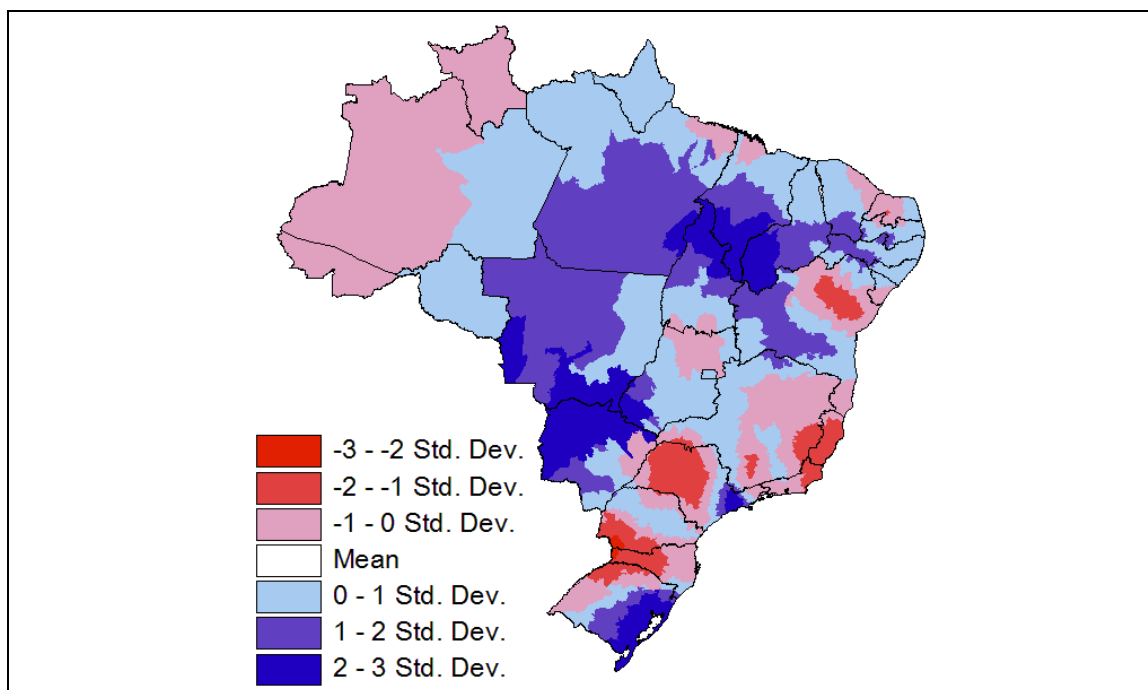 -3 - -2 Std. Dev.
-2 - -1 Std. Dev.
-1 - 0 Std. Dev.
Mean
0 - 1 Std. Dev.
1 - 2 Std. Dev.
2 - 3 Std. Dev.